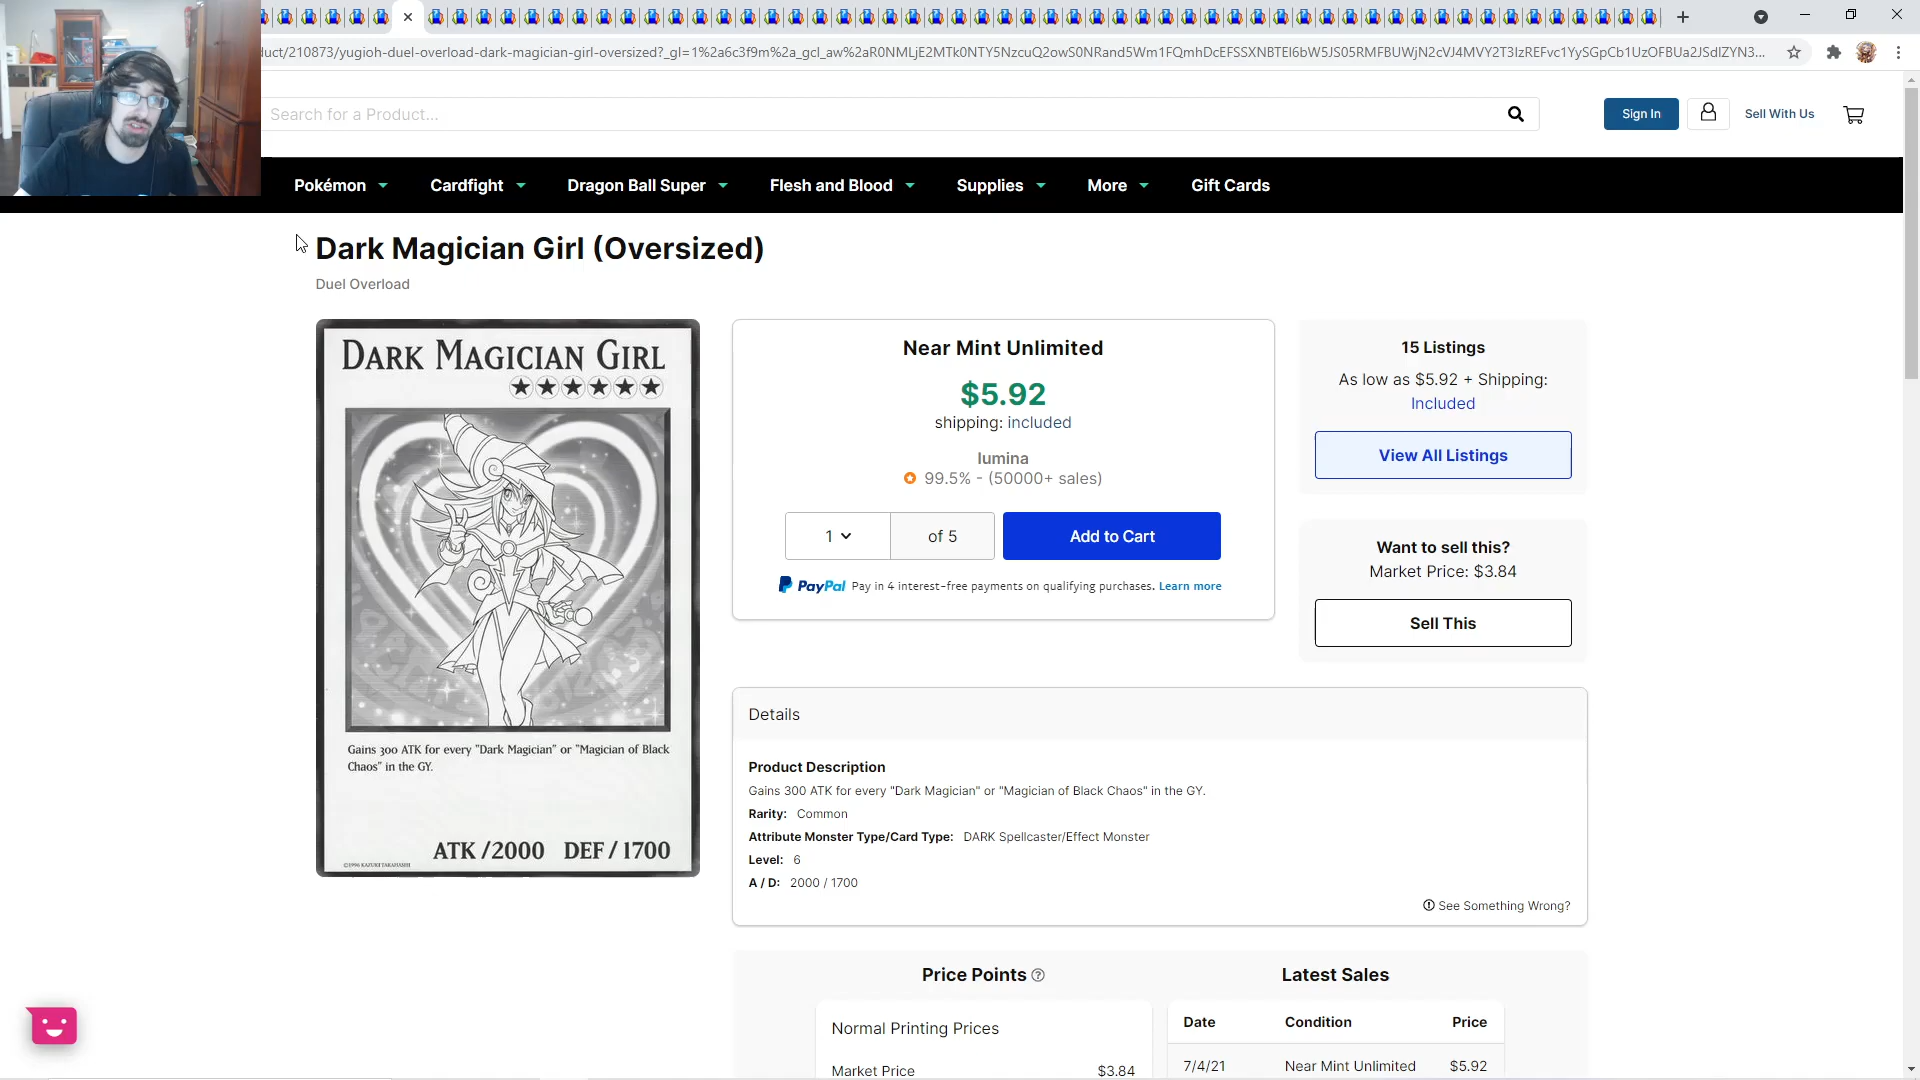 duct/210873/yugioh-duel-overload-dark-magician-girl-oversized?_gl=1%2a6c3f9m%2a_gcl_aw%2aR0NMLjE2MTk0NTY5NzcuQ2owS0NRand5Wm1FQmhDcEFSSXNBTEl6bW5JS05RMFBUWjN2cVJ4MVY2T3IzREFvc1YySGpCb1UzOFBUa2JSdlZYN3...
Search for a Product...
Sign In
Sell With Us
Pokémon
Cardfight
Dragon Ball Super
Flesh and Blood
Supplies
More
Gift Cards
Dark Magician Girl (Oversized)
Duel Overload
DARK MAGICIAN GIRL
Gains 300 ATK for every "Dark Magician" or "Magician of Black
Chaos" in the GY.
ATK /2000 DEF / 1700
©1996 KAZUKI TAKAHASHI
Near Mint Unlimited
$5.92
shipping: included
lumina
99.5% - (50000+ sales)
1
of 5
Add to Cart
PayPal Pay in 4 interest-free payments on qualifying purchases. Learn more
15 Listings
As low as $5.92 + Shipping:
Included
View All Listings
Want to sell this?
Market Price: $3.84
Sell This
Details
Product Description
Gains 300 ATK for every "Dark Magician" or "Magician of Black Chaos" in the GY.
Rarity: Common
Attribute Monster Type/Card Type: DARK Spellcaster/Effect Monster
Level: 6
A / D: 2000 / 1700
See Something Wrong?
Price Points
Normal Printing Prices
Market Price $3.84
Latest Sales
Date Condition Price
7/4/21 Near Mint Unlimited $5.92